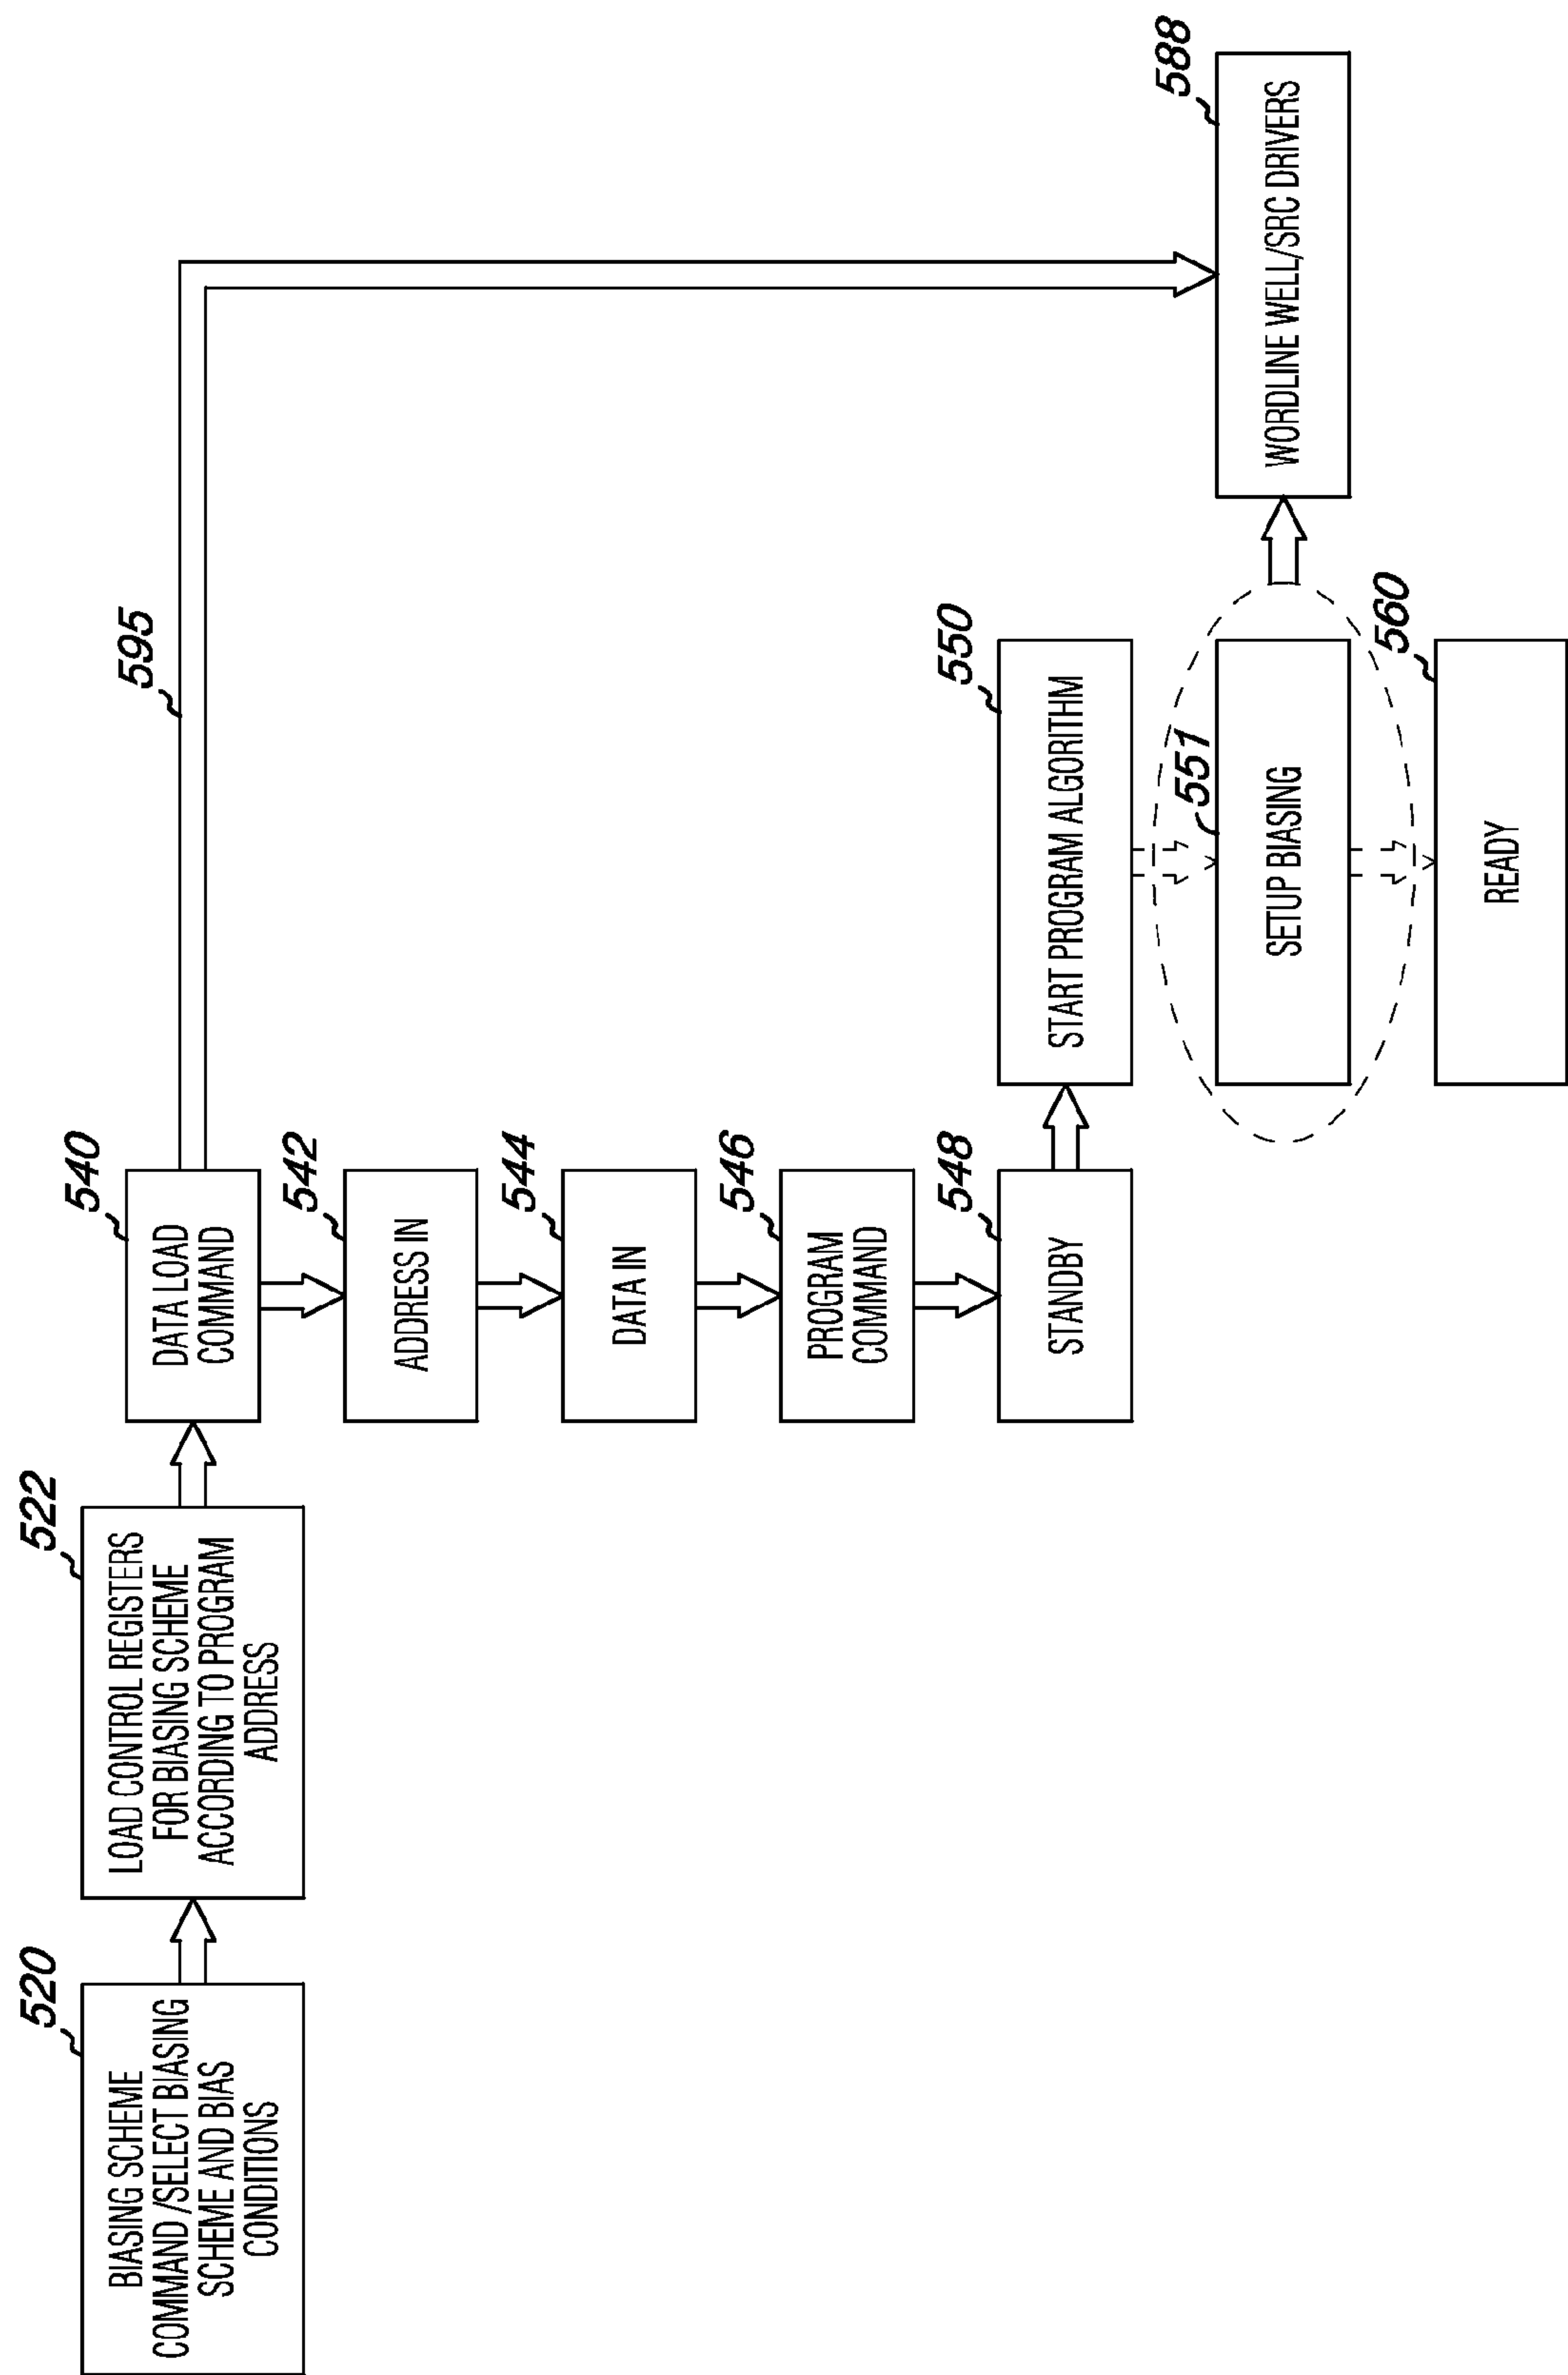 520
BIASING SCHEME
COMMAND /SELECT BIASING
SCHEME AND BIAS
CONDITIONS
522
LOAD CONTROL REGISTERS
FOR BIASING SCHEME
ACCORDING TO PROGRAM
ADDRESS
540
DATA LOAD
COMMAND
595
542
ADDRESS IN
544
DATA IN
546
PROGRAM
COMMAND
548
STANDBY
550
START PROGRAM ALGORITHM
551
SETUP BIASING
560
READY
588
WORDLINE WELL/SRC DRIVERS